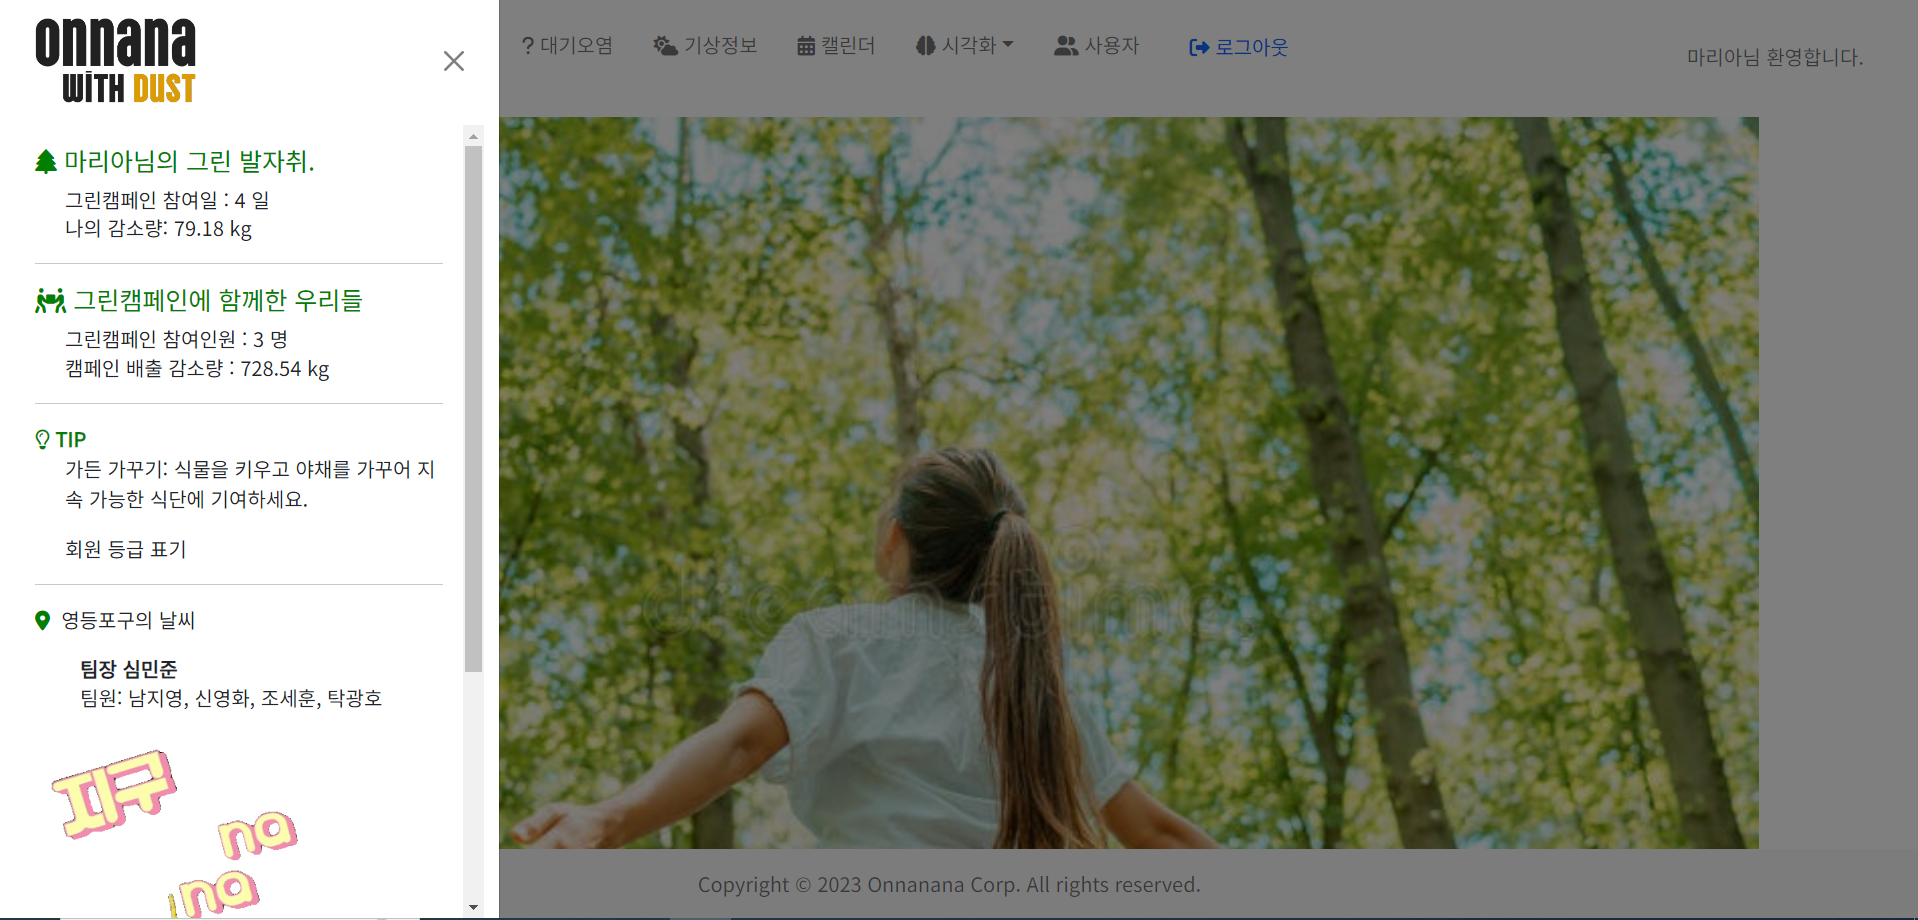 onnana
WITH DUST
? 대기오염
기상정보
캘린더
시각화
사용자
로그아웃
마리아님 환영합니다.
마리아님의 그린 발자취.
그린캠페인 참여일 : 4 일
나의 감소량: 79.18 kg
그린캠페인에 함께한 우리들
그린캠페인 참여인원 : 3 명
캠페인 배출 감소량 : 728.54 kg
TIP
가든 가꾸기: 식물을 키우고 야채를 가꾸어 지
속 가능한 식단에 기여하세요.
회원 등급 표기
영등포구의 날씨
팀장 심민준
팀원: 남지영, 신영화, 조세훈, 탁광호
지구
na
na
dreamstime.
Copyright © 2023 Onnanana Corp. All rights reserved.